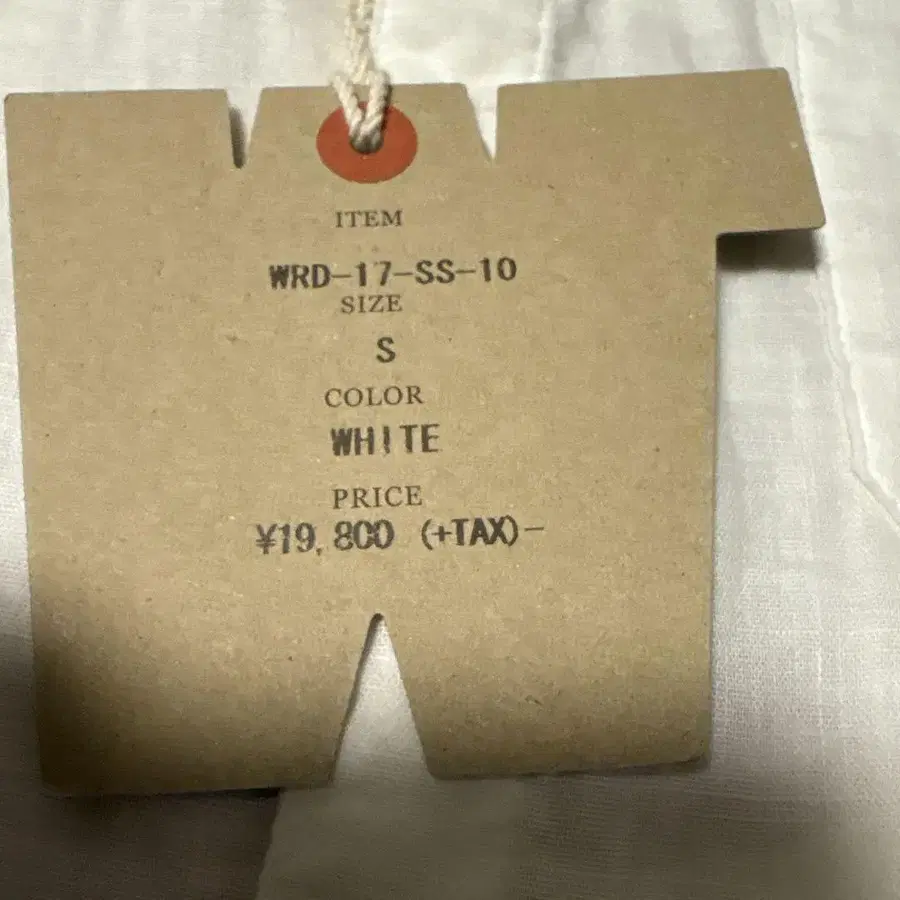 ITEM
WRD-17-SS-10
SIZE
S
COLOR
WHITE
PRICE
¥19,800 (+TAX)-